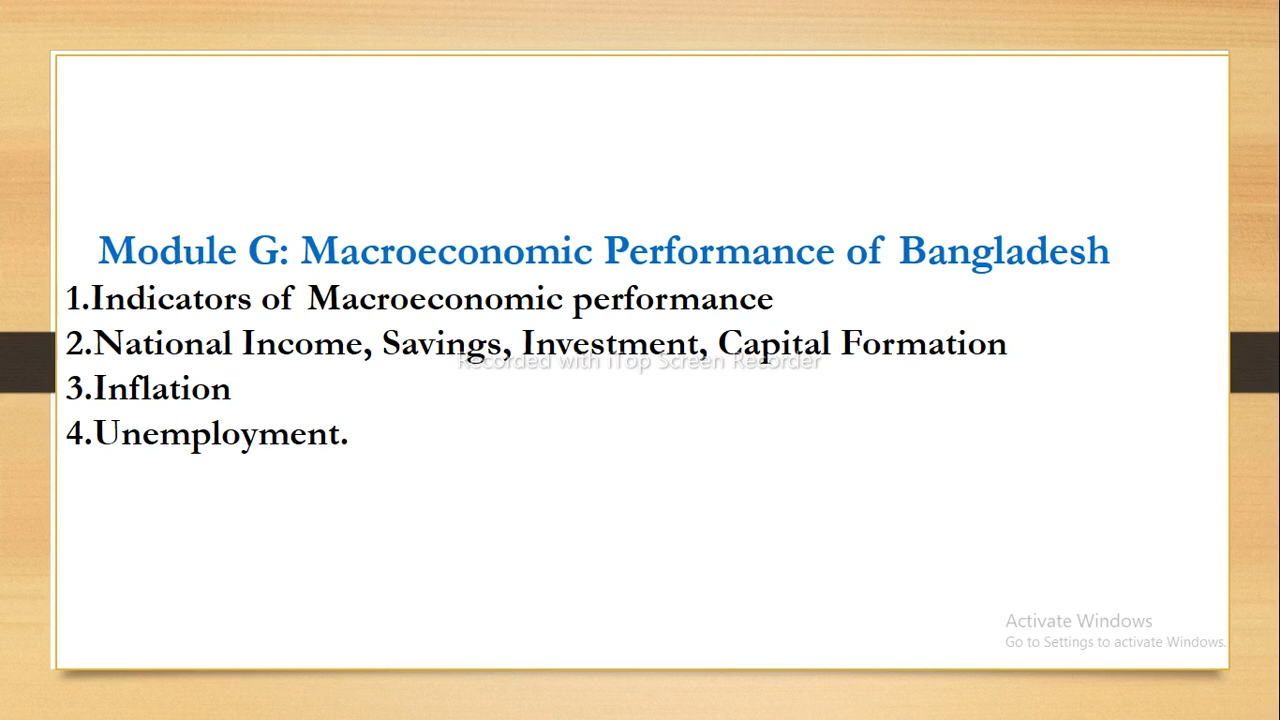 Module G: Macroeconomic Performance of Bangladesh
1.Indicators of Macroeconomic performance
2.National Income, Savings, Investment, Capital Formation
Recorded with iTop Screen Recorder
3.Inflation
4.Unemployment.
Activate Windows
Go to Settings to activate Windows.